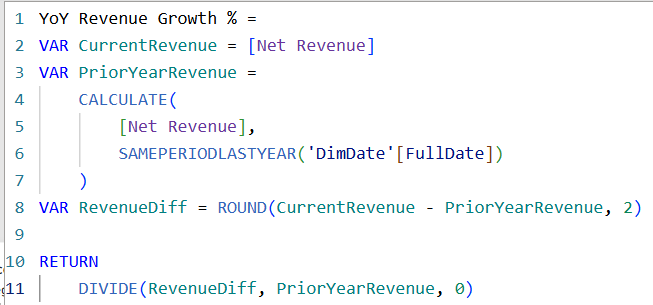 1 YoY Revenue Growth % =
2 VAR CurrentRevenue = [Net Revenue]
3 VAR PriorYearRevenue =
4 CALCULATE(
5 [Net Revenue],
6 SAMEPERIODLASTYEAR('DimDate'[FullDate])
7 )
8 VAR RevenueDiff = ROUND(CurrentRevenue - PriorYearRevenue, 2)
9
10 RETURN
11 DIVIDE(RevenueDiff, PriorYearRevenue, 0)